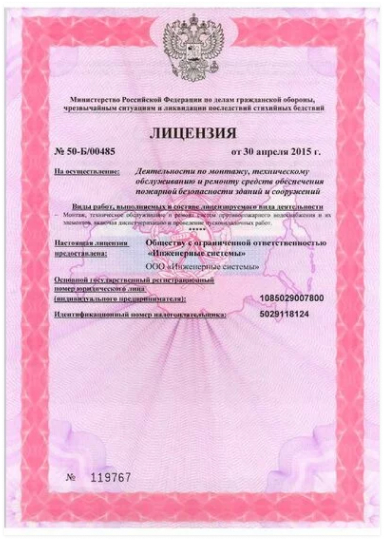 Министерство Российской Федерации по делам гражданской обороны,
чрезвычайным ситуациям и ликвидации последствий стихийных бедствий
ЛИЦЕНЗИЯ
№ 50-Б/00485 от 30 апреля 2015 г.
На осуществление: Деятельности по монтажу, техническому
обслуживанию и ремонту средств обеспечения
пожарной безопасности зданий и сооружений
Виды работ, выполняемых в составе лицензируемого вида деятельности
- Монтаж, техническое обслуживание и ремонт систем противопожарного водоснабжения и их
элементов, включая диспетчеризацию и проведение пусконаладочных работ.
*****
Настоящая лицензия Обществу с ограниченной ответственностью
предоставлена: «Инженерные системы»
ООО «Инженерные системы»
Основной государственный регистрационный
номер юридического лица
(индивидуального предпринимателя): 1085029007800
Идентификационный номер налогоплательщика: 5029118124
№ 119767